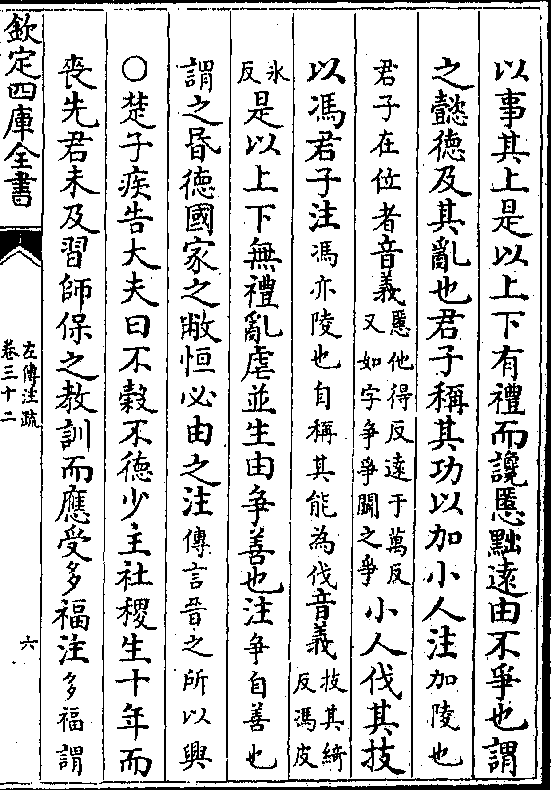 以事其上是以上下有禮而讒慝黜遠由不爭也謂
之懿德及其亂也君子稱其功以加小人注加陵也
君子在位者音義慝他得反遠于萬反
又如字爭爭鬬之爭小人伐其技
以馮君子注馮亦陵也自稱其能為伐音義技其綺
反馮皮
氷
反是以上下無禮亂虐並生由爭善也注爭自善也
謂之昏德國家之敝恒必由之注傳言晉之所以興
○楚子疾告大夫曰不糓不德少主社稷生十年而
喪先君未及習師保之教訓而應受多福注多福謂
欽定四庫全書
左傳注疏
卷三十二
六